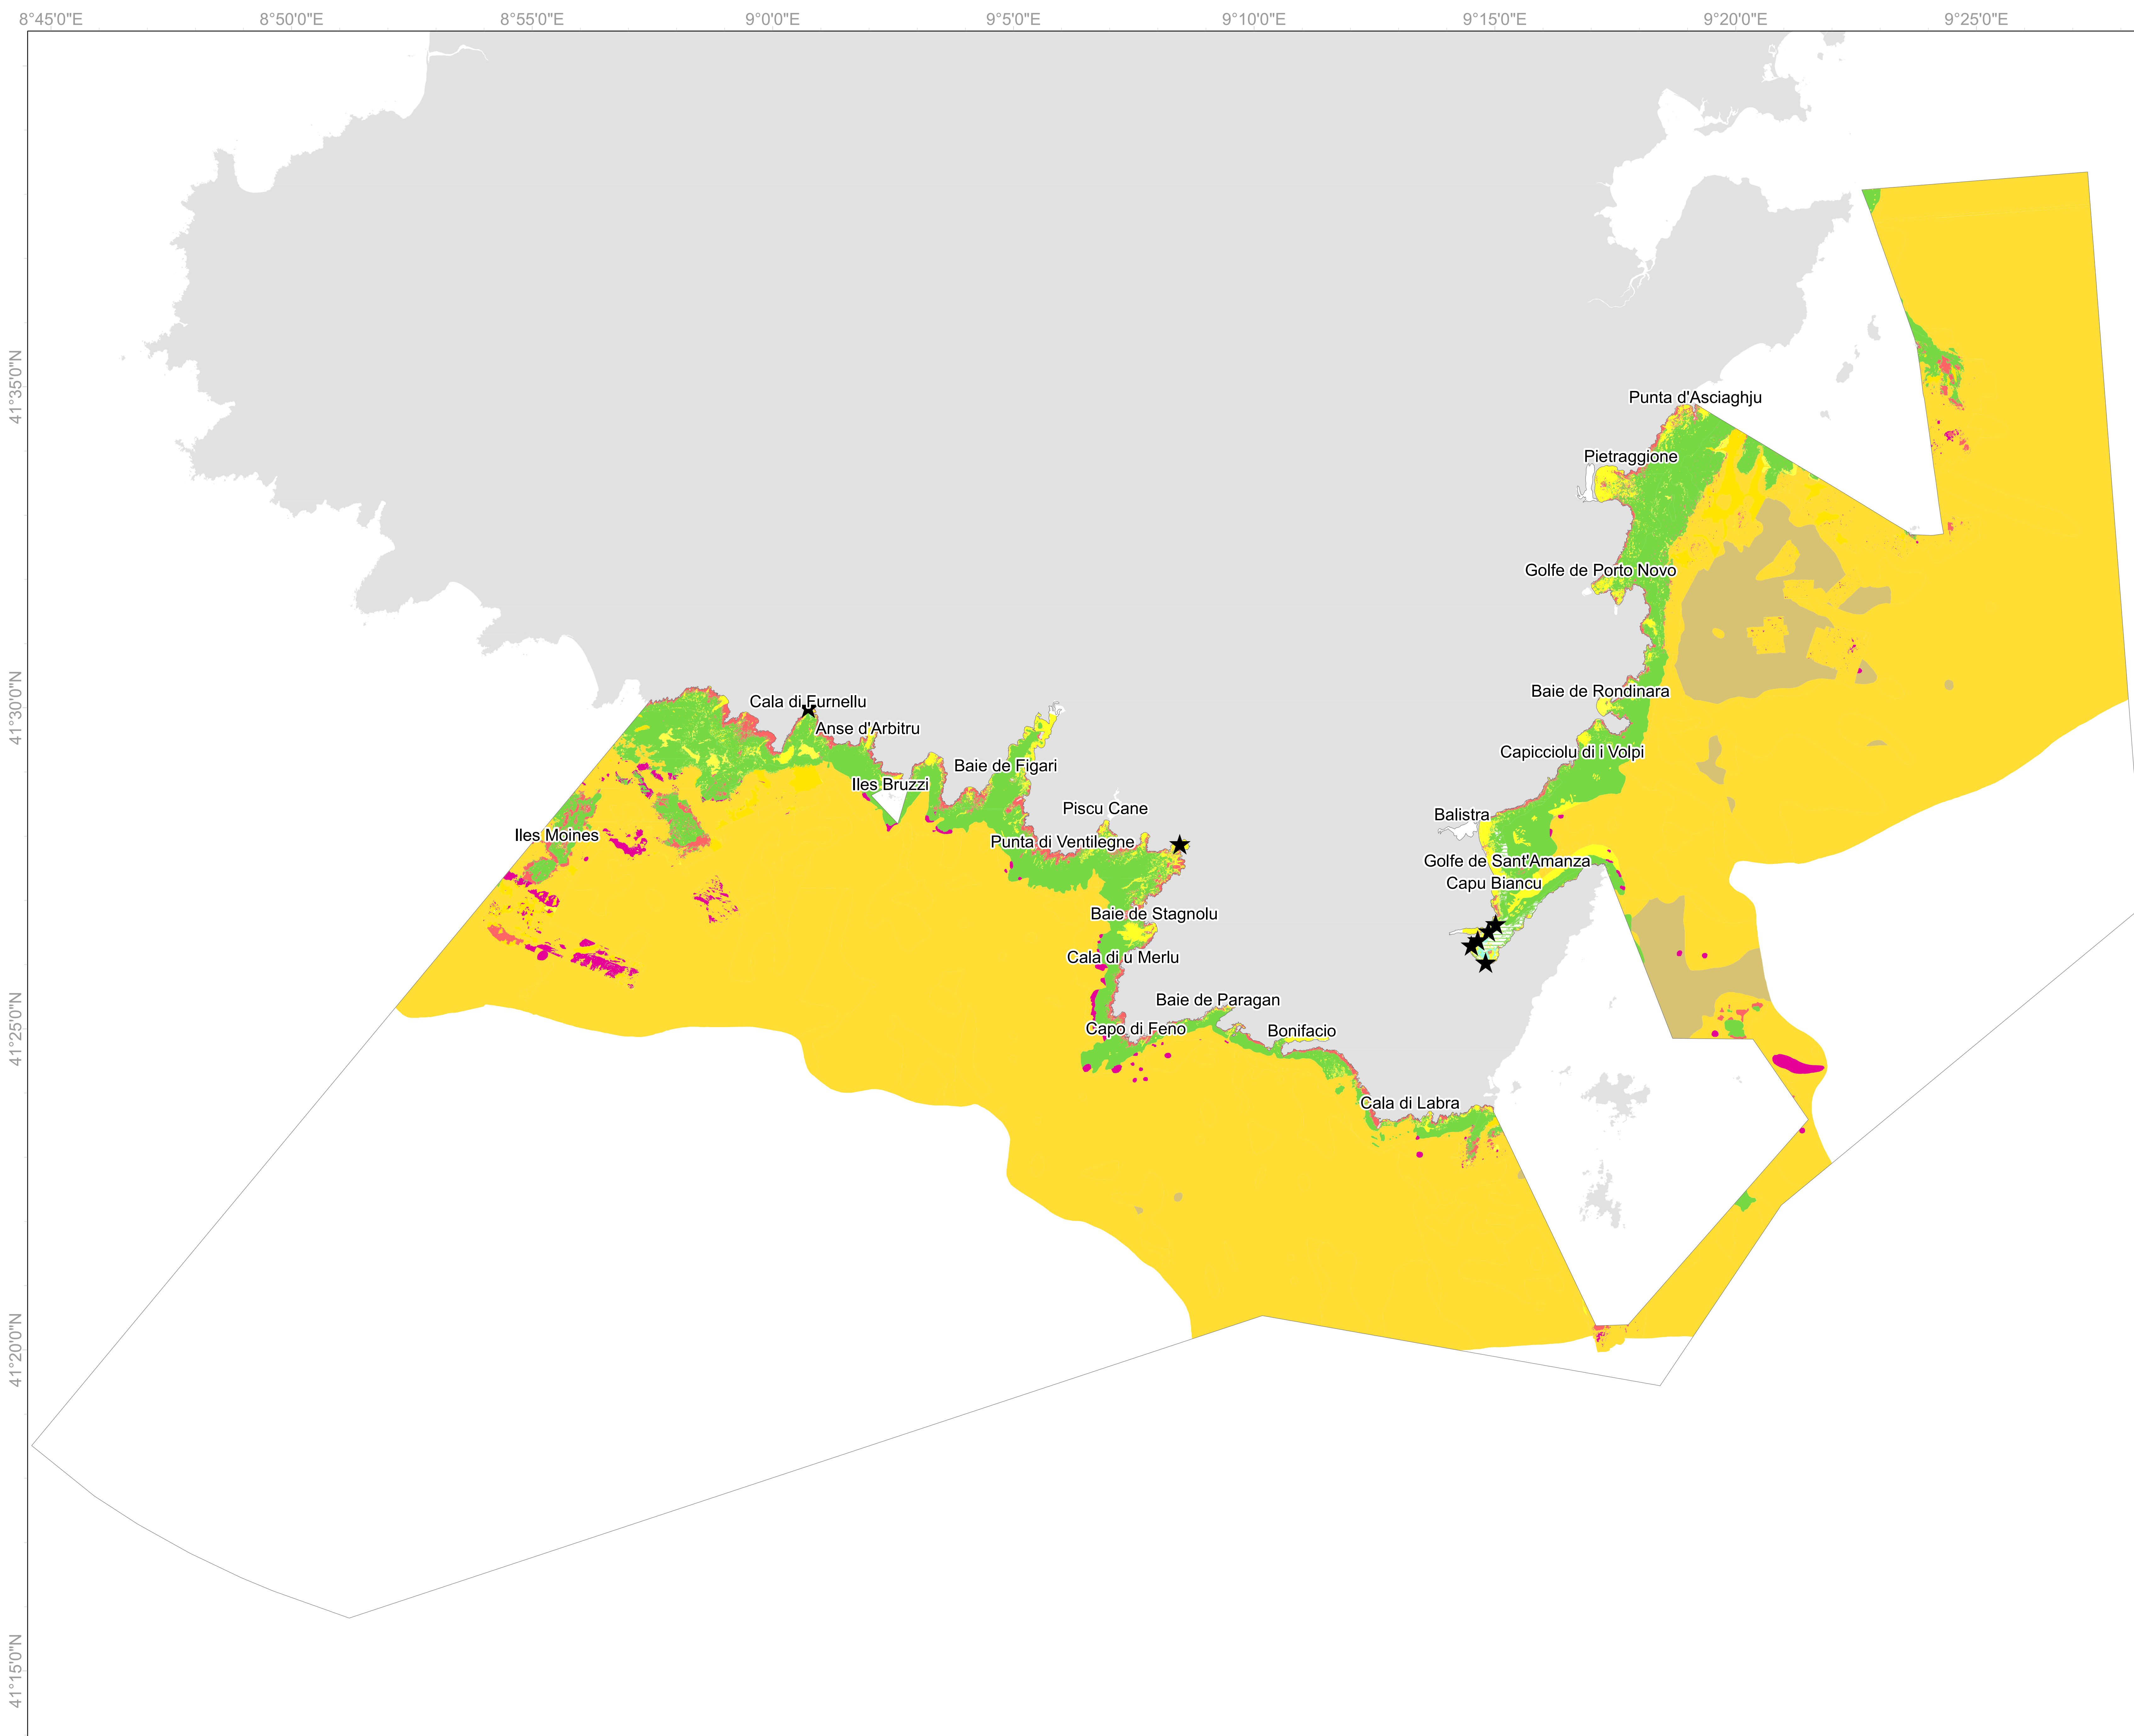 8°45'0"E 8°50'0"E 8°55'0"E 9°0'0"E 9°5'0"E 9°10'0"E 9°15'0"E 9°20'0"E 9°25'0"E
41°35'0"N
41°30'0"N
41°25'0"N
41°20'0"N
41°15'0"N
Punta d'Asciaghju
Pietraggione
Golfe de Porto Novo
Baie de Rondinara
Cala di Furnellu
Anse d'Arbitru
Capicciolu di i Volpi
Baie de Figari
Iles Bruzzi
Piscu Cane
Balistra
Iles Moines
Punta di Ventilegne
Golfe de Sant'Amanza
Capu Biancu
Baie de Stagnolu
Cala di u Merlu
Baie de Paragan
Capo di Feno
Bonifacio
Cala di Labra